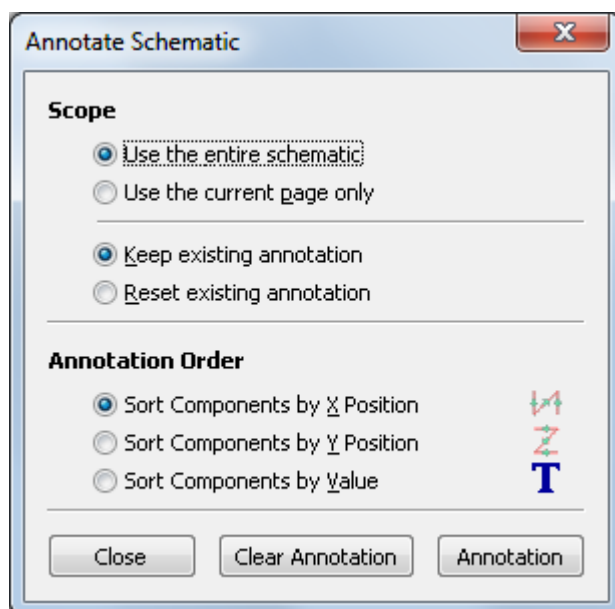 Annotate Schematic
Scope
Use the entire schematic
Use the current page only
Keep existing annotation
Reset existing annotation
Annotation Order
Sort Components by X Position
Sort Components by Y Position
Sort Components by Value
T
Close Clear Annotation Annotation